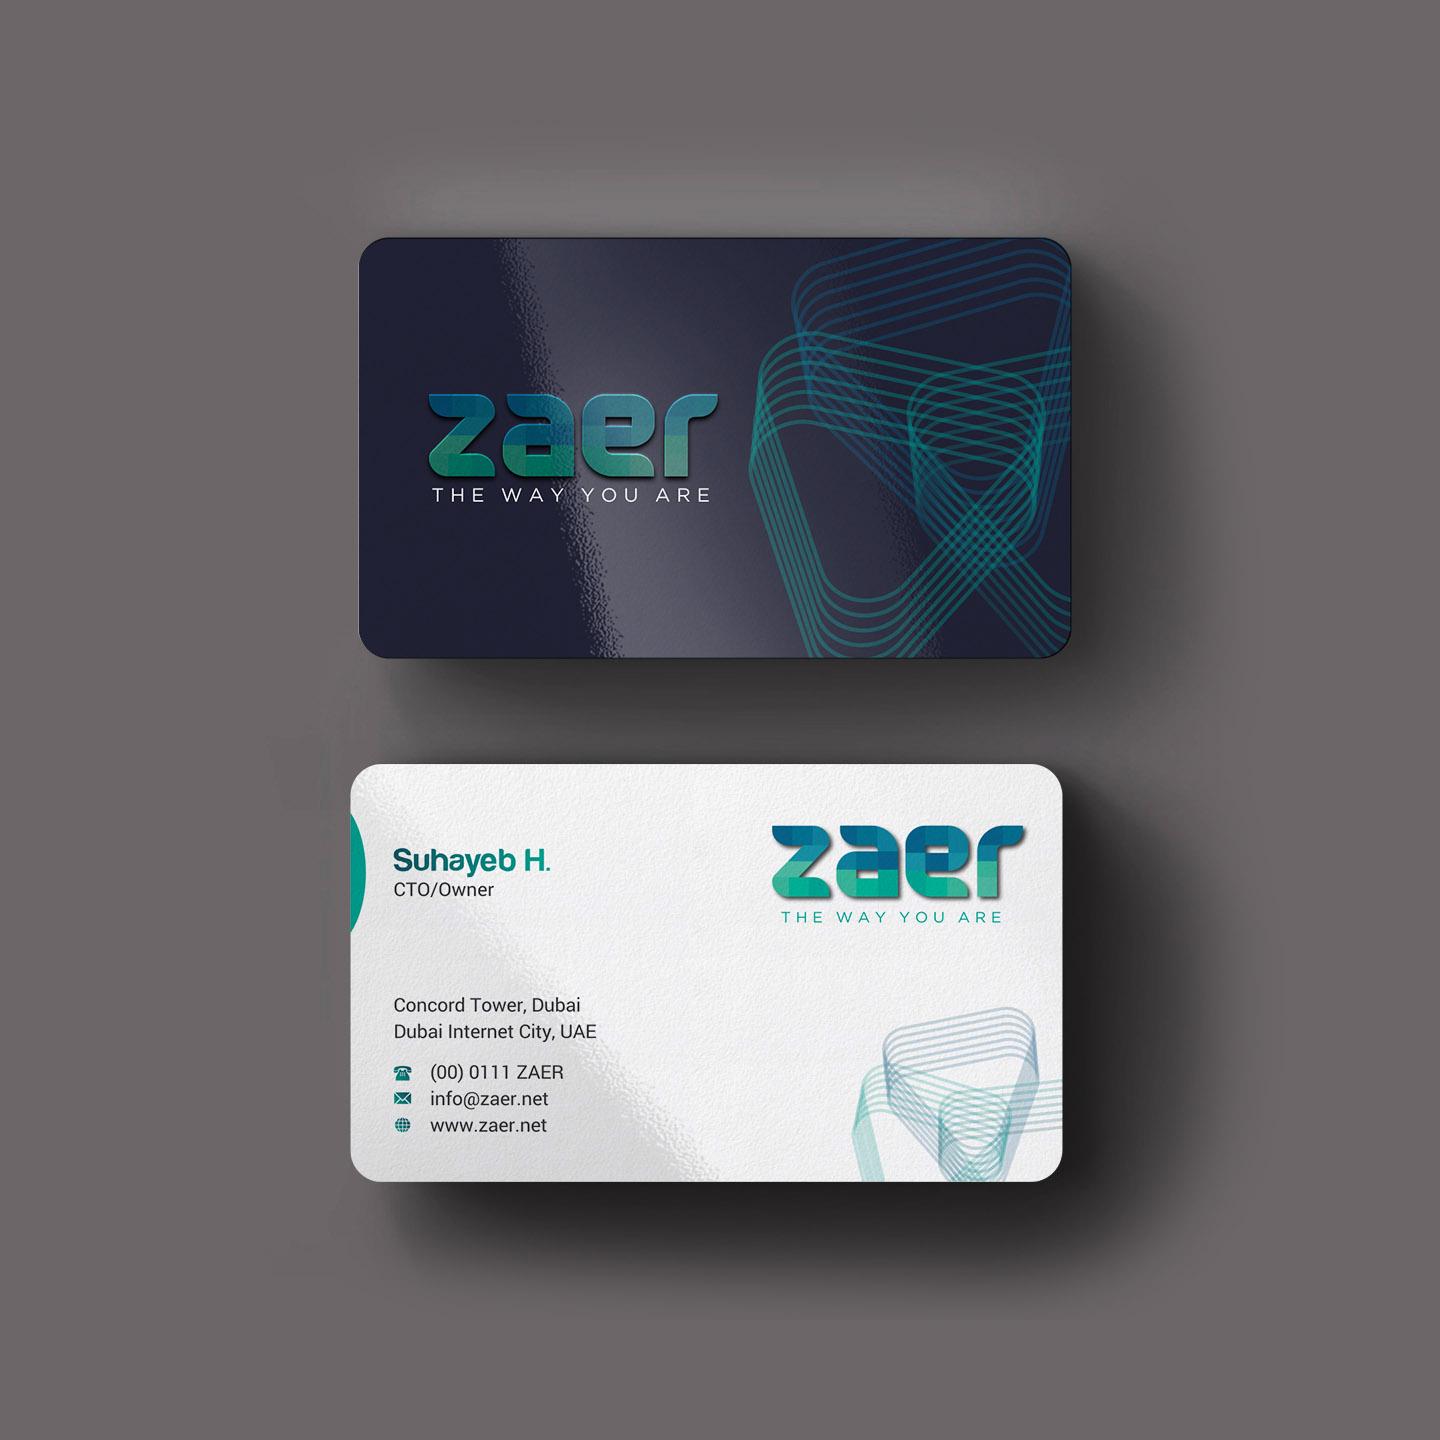 zaer
THE WAY YOU ARE
Suhayeb H.
CTO/Owner
zaer
THE WAY YOU ARE
Concord Tower, Dubai
Dubai Internet City, UAE
(00) 0111 ZAER
info@zaer.net
www.zaer.net